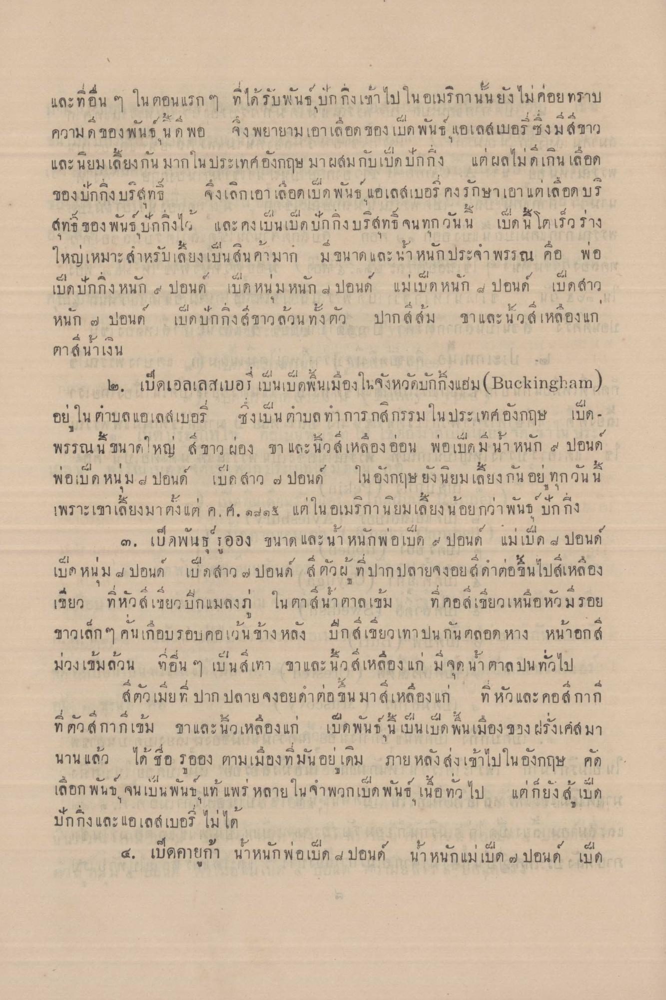 และที่อื่น ๆ ในตอนแรกๆ ที่ได้รับพันธุ์ปักกิ่งเข้าไปในอเมริกานั้นยังไม่ค่อยทราบ
ความดีของพันธุ์นี้ดีพอ จึงพยายามเอาเลือดของเป็ดพันธุ์แอเลสเบอรี่ซึ่งมีสีขาว
และนิยมเลี้ยงกันมากในประเทศอังกฤษมาผสมกับเป็ดปักกิ่ง แต่ผลไม่ดีเกินเลือด
ของปักกิ่งบริสุทธิ์ จึงเลิกเอาเลือดเป็ดพันธุ์แอเลสเบอรี่คงรักษาเอาแต่เลือดบริ
สุทธิ์ของพันธุ์ปักกิ่งไว้ และคงเป็นเป็ดปักกิ่งบริสุทธิ์จนทุกวันนี้ เป็ดนี้โตเร็วร่าง
ใหญ่เหมาะสำหรับเลี้ยงเป็นสินค้ามาก มีขนาดและน้ำหนักประจำพรรณ คือ พ่อ
เป็ดปักกิ่งหนัก ๙ ปอนด์ เป็ดหนุ่มหนัก ๘ ปอนด์ แม่เป็ดหนัก ๘ ปอนด์ เป็ดสาว
หนัก ๗ ปอนด์ เป็ดปักกิ่งสีขาวล้วนทั้งตัว ปากสีส้ม ขาและนิ้วสีเหลืองแก่
ตาสีน้ำเงิน
๒. เป็ดเอลเลสเบอรี่ เป็นเป็ดพื้นเมืองในจังหวัดบักกิ้งแฮม (Buckingham)
อยู่ในตำบลแอเลสเบอรี่ ซึ่งเป็นตำบลทำการกสิกรรมในประเทศอังกฤษ เป็ด-
พรรณนี้ขนาดใหญ่ สีขาวผ่อง ขาและนิ้วสีเหลืองอ่อน พ่อเป็ดมีน้ำหนัก ๙ ปอนด์
พ่อเป็ดหนุ่ม ๘ ปอนด์ เป็ดสาว ๗ ปอนด์ ในอังกฤษยังนิยมเลี้ยงกันอยู่ทุกวันนี้
เพราะเขาเลี้ยงมาตั้งแต่ ค.ศ. ๑๘๑๕ แต่ในอเมริกานิยมเลี้ยงน้อยกว่าพันธุ์ปักกิ่ง
๓. เป็ดพันธุ์รูออง ขนาดและน้ำหนักพ่อเป็ด ๙ ปอนด์ แม่เป็ด ๘ ปอนด์
เป็ดหนุ่ม ๘ ปอนด์ เป็ดสาว ๗ ปอนด์ สีตัวผู้ ที่ปากปลายจงอยสีดำต่อขึ้นไปสีเหลือง
เขียว ที่หัวสีเขียวปีกแมลงภู่ ในตาสีน้ำตาลเข้ม ที่คอสีเขียวเหนือหัวมีรอย
ขาวเล็กๆ คั่นเกือบรอบคอเว้นข้างหลัง ปีกสีเขียวเทาปนกันตลอดหาง หน้าอกสี
ม่วงเข้มล้วน ที่อื่น ๆ เป็นสีเทา ขาและนิ้วสีเหลืองแก่ มีจุดน้ำตาลปนทั่วไป
สีตัวเมียที่ปากปลายจงอยดำต่อขึ้นมาสีเหลืองแก่ ที่หัวและคอสีกากี
ที่ตัวสีกากีเข้ม ขาและนิ้วเหลืองแก่ เป็ดพันธุ์นี้เป็นเป็ดพื้นเมืองของฝรั่งเศสมา
นานแล้ว ได้ชื่อ รูออง ตามเมืองที่มันอยู่เดิม ภายหลังส่งเข้าไปในอังกฤษ คัด
เลือกพันธุ์จนเป็นพันธุ์แท้แพร่หลายในจำพวกเป็ดพันธุ์เนื้อทั่วไป แต่ก็ยังสู้เป็ด
ปักกิ่งและแอเลสเบอรี่ไม่ได้
๔. เป็ดคายูก้า น้ำหนักพ่อเป็ด ๘ ปอนด์ น้ำหนักแม่เป็ด ๗ ปอนด์ เป็ด